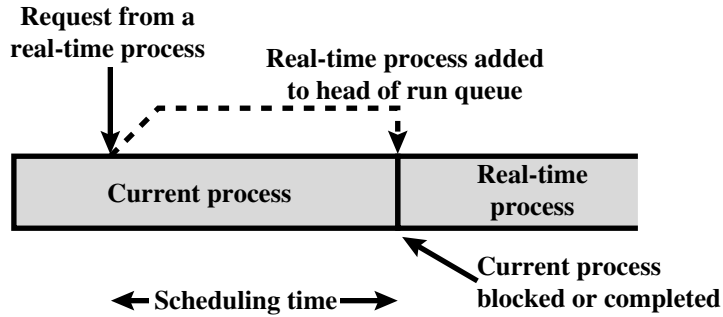 Request from a
real-time process
Real-time process added
to head of run queue
Current process
Real-time
process
Current process
blocked or completed
Scheduling time